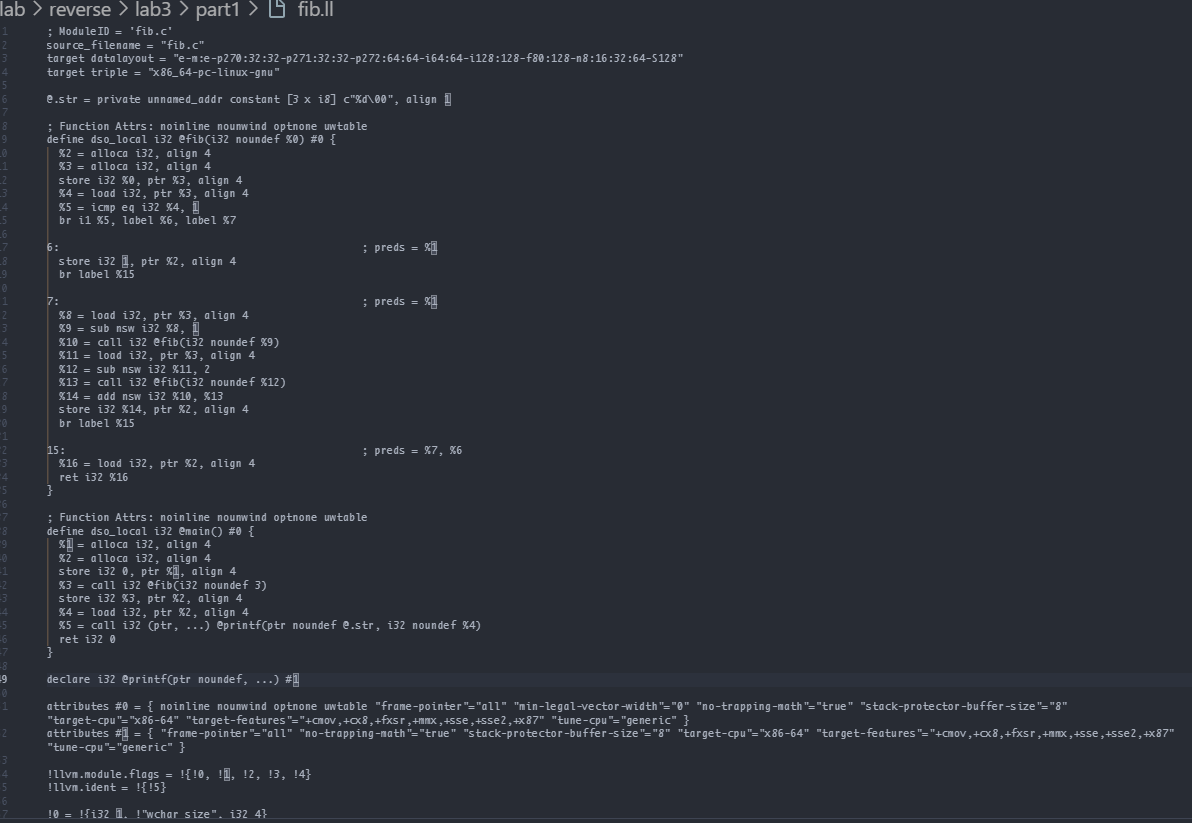 lab > reverse > lab3 > part1 > fib.ll
1 ; ModuleID = 'fib.c'
2 source_filename = "fib.c"
3 target datalayout = "e-m:e-p270:32:32-p271:32:32-p272:64:64-i64:64-i128:128-f80:128-n8:16:32:64-S128"
4 target triple = "x86_64-pc-linux-gnu"
5
6 @.str = private unnamed_addr constant [3 x i8] c"%d\00", align 1
7
8 ; Function Attrs: noinline nounwind optnone uwtable
9 define dso_local i32 @fib(i32 noundef %0) #0 {
0 %2 = alloca i32, align 4
1 %3 = alloca i32, align 4
2 store i32 %0, ptr %3, align 4
3 %4 = load i32, ptr %3, align 4
4 %5 = icmp eq i32 %4, 1
5 br i1 %5, label %6, label %7
6
7 6: ; preds = %1
8 store i32 1, ptr %2, align 4
9 br label %15
0
1 7: ; preds = %1
2 %8 = load i32, ptr %3, align 4
3 %9 = sub nsw i32 %8, 1
4 %10 = call i32 @fib(i32 noundef %9)
5 %11 = load i32, ptr %3, align 4
6 %12 = sub nsw i32 %11, 2
7 %13 = call i32 @fib(i32 noundef %12)
8 %14 = add nsw i32 %10, %13
9 store i32 %14, ptr %2, align 4
0 br label %15
1
2 15: ; preds = %7, %6
3 %16 = load i32, ptr %2, align 4
4 ret i32 %16
5 }
6
7 ; Function Attrs: noinline nounwind optnone uwtable
8 define dso_local i32 @main() #0 {
9 %1 = alloca i32, align 4
0 %2 = alloca i32, align 4
1 store i32 0, ptr %1, align 4
2 %3 = call i32 @fib(i32 noundef 3)
3 store i32 %3, ptr %2, align 4
4 %4 = load i32, ptr %2, align 4
5 %5 = call i32 (ptr, ...) @printf(ptr noundef @.str, i32 noundef %4)
6 ret i32 0
7 }
8
49 declare i32 @printf(ptr noundef, ...) #1
0
1 attributes #0 = { noinline nounwind optnone uwtable "frame-pointer"="all" "min-legal-vector-width"="0" "no-trapping-math"="true" "stack-protector-buffer-size"="8"
"target-cpu"="x86-64" "target-features"="+cmov,+cx8,+fxsr,+mmx,+sse,+sse2,+x87" "tune-cpu"="generic" }
2 attributes #1 = { "frame-pointer"="all" "no-trapping-math"="true" "stack-protector-buffer-size"="8" "target-cpu"="x86-64" "target-features"="+cmov,+cx8,+fxsr,+mmx,+sse,+sse2,+x87"
"tune-cpu"="generic" }
3
4 !llvm.module.flags = !{!0, !1, !2, !3, !4}
5 !llvm.ident = !{!5}
6
7 !0 = !{i32 1, !"wchar_size", i32 4}